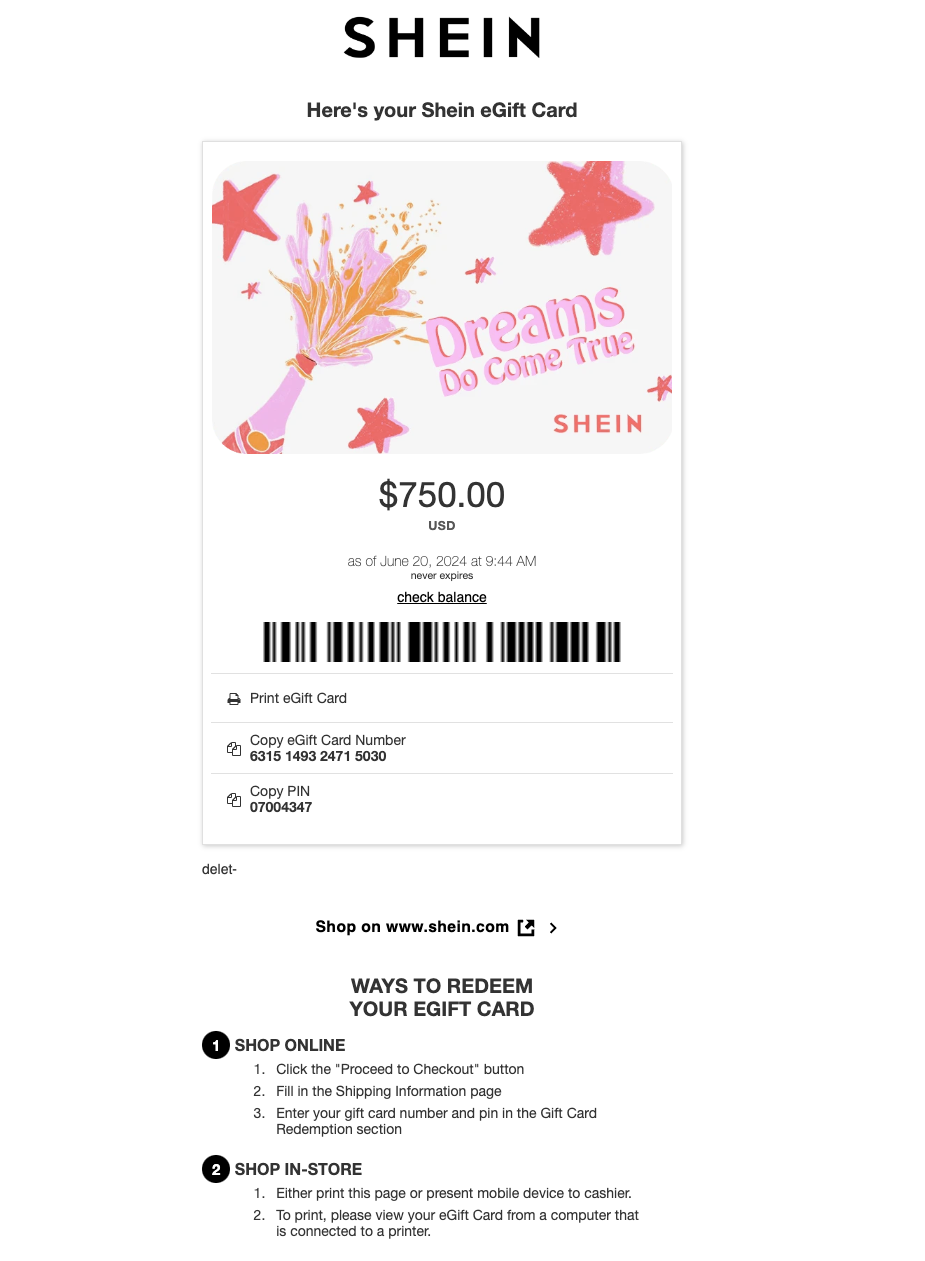 SHEIN
Here's your Shein eGift Card
Dreams
Do Come True
SHEIN
$750.00
USD
as of June 20, 2024 at 9:44 AM
never expires
check balance
Print eGift Card
Copy eGift Card Number
6315 1493 2471 5030
Copy PIN
07004347
delet-
Shop on www.shein.com
WAYS TO REDEEM
YOUR EGIFT CARD
1 SHOP ONLINE
1. Click the "Proceed to Checkout" button
2. Fill in the Shipping Information page
3. Enter your gift card number and pin in the Gift Card
Redemption section
2 SHOP IN-STORE
1. Either print this page or present mobile device to cashier.
2. To print, please view your eGift Card from a computer that
is connected to a printer.